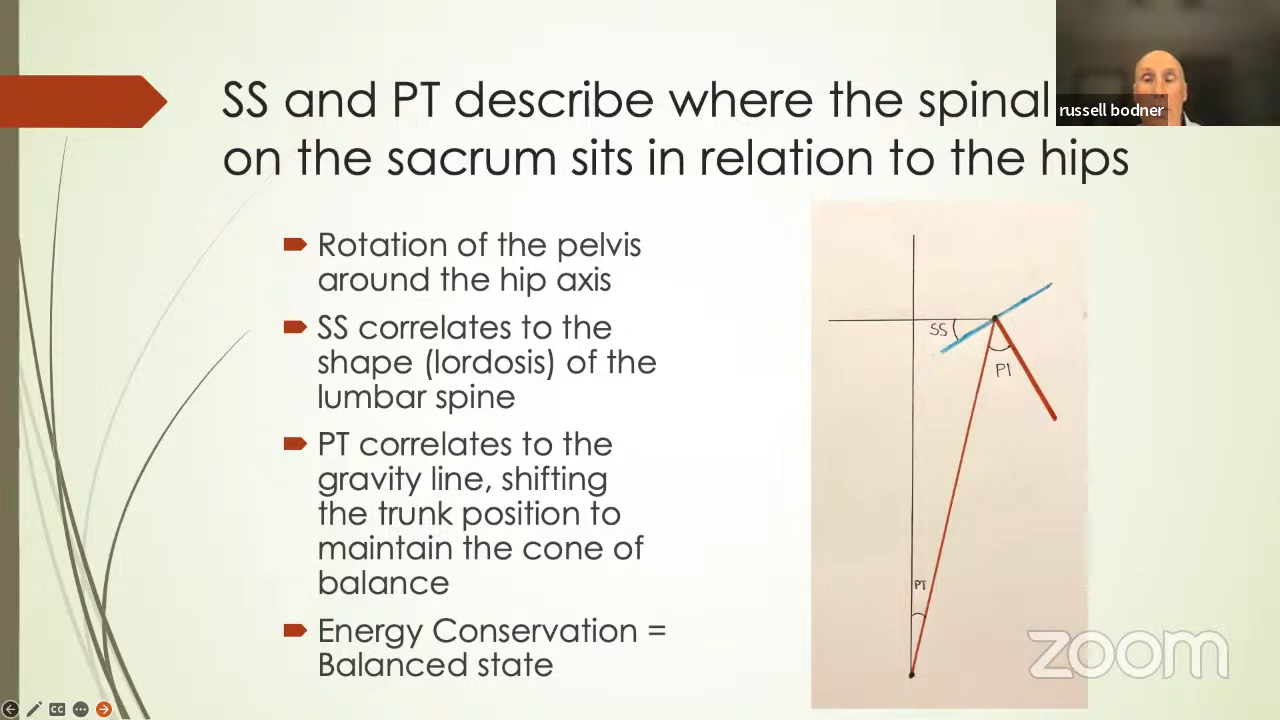 SS and PT describe where the spinal
on the sacrum sits in relation to the hips
russell bodner
Rotation of the pelvis
around the hip axis
SS correlates to the
shape (lordosis) of the
lumbar spine
PT correlates to the
gravity line, shifting
the trunk position to
maintain the cone of
balance
Energy Conservation =
Balanced state
SS
PI
PT
zoom
CC